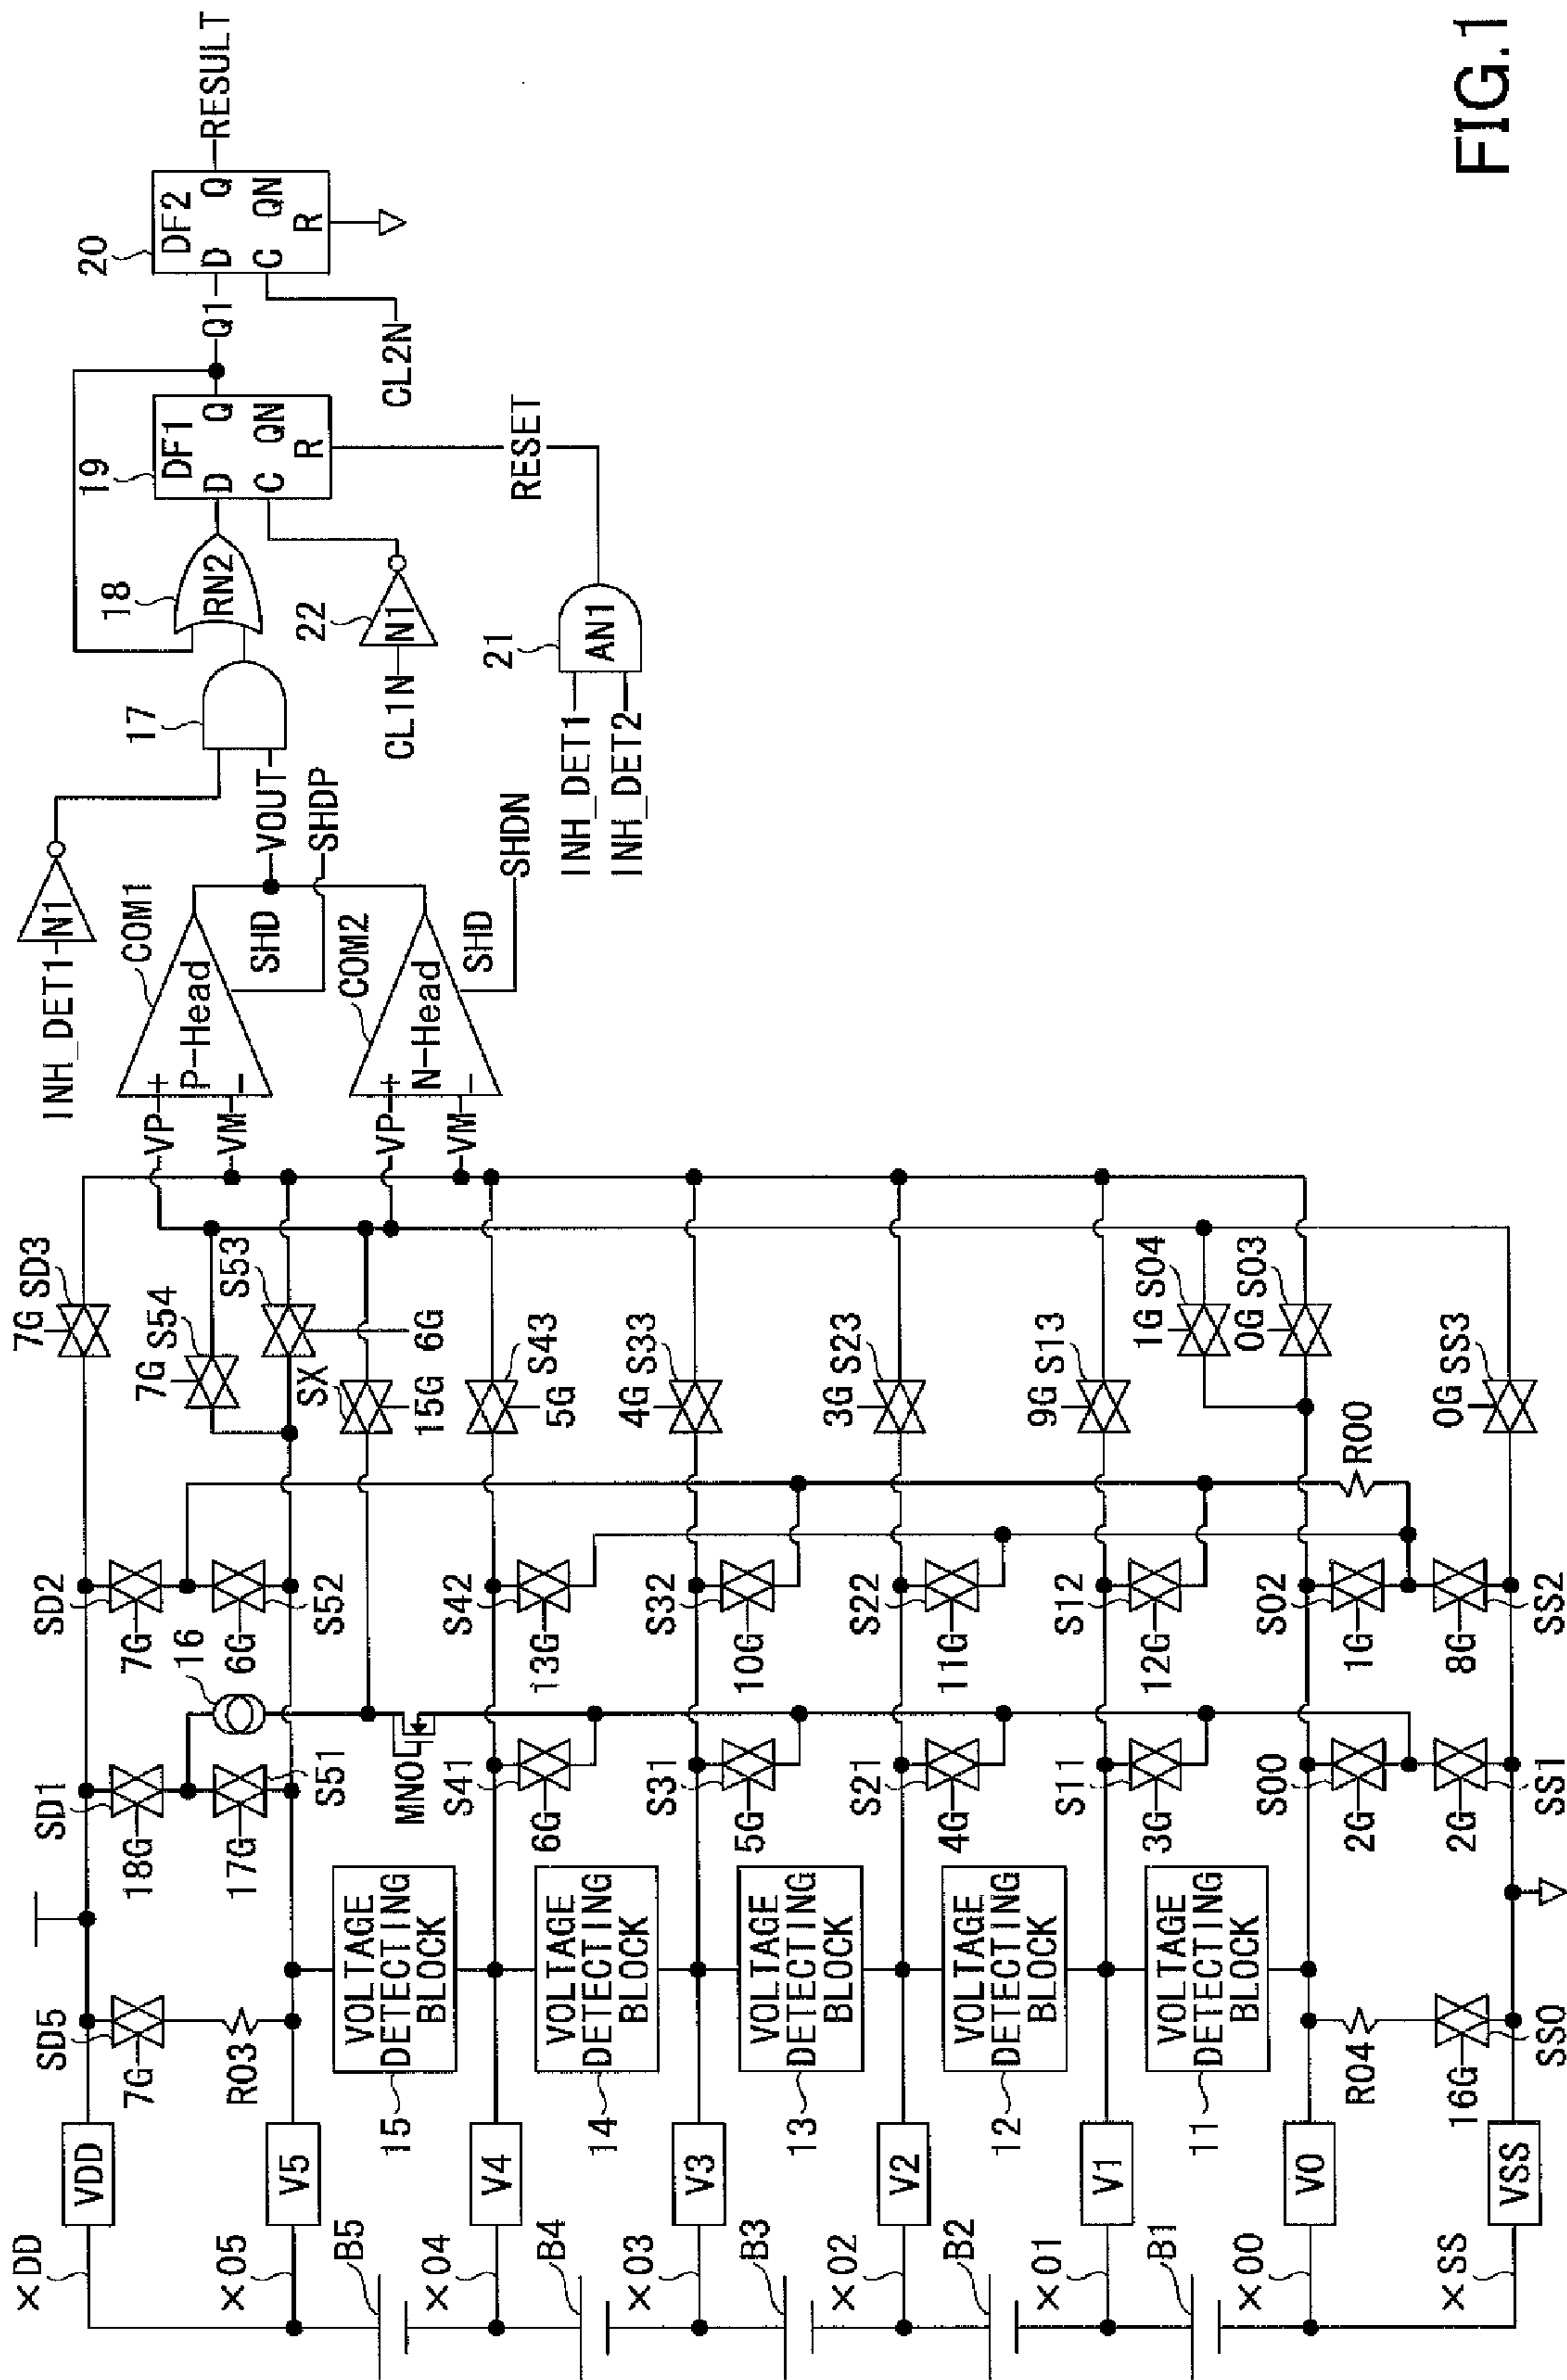 FIG.1
×DD
VDD
SD5
7G
R03
SD1
18G
17G
S51
SD2
7G
16
6G
S52
7G SD3
7G S54
S53
SX
15G
6G
×05
V5
B5
15
VOLTAGE
DETECTING
BLOCK
MN01
×04
V4
B4
14
VOLTAGE
DETECTING
BLOCK
S41
6G
S42
13G
S43
5G
×03
V3
B3
13
VOLTAGE
DETECTING
BLOCK
S31
5G
S32
10G
4G S33
×02
V2
B2
12
VOLTAGE
DETECTING
BLOCK
S21
4G
S22
11G
3G S23
×01
V1
B1
11
VOLTAGE
DETECTING
BLOCK
S11
3G
S12
12G
9G S13
×00
V0
R04
16G
SS0
S00
2G
2G
SS1
S02
1G
8G
SS2
R00
1G S04
0G S03
0G SS3
×SS
VSS
INH_DET1
N1
VP
VM
+
P-Head
−
COM1
SHD
SHDP
VP
VM
+
N-Head
−
COM2
SHD
SHDN
VOUT
17
18
RN2
19
DF1
D
Q
C
QN
R
Q1
20
DF2
D
Q
C
QN
R
RESULT
CL1N
N1
22
CL2N
INH_DET1
INH_DET2
21
AN1
RESET